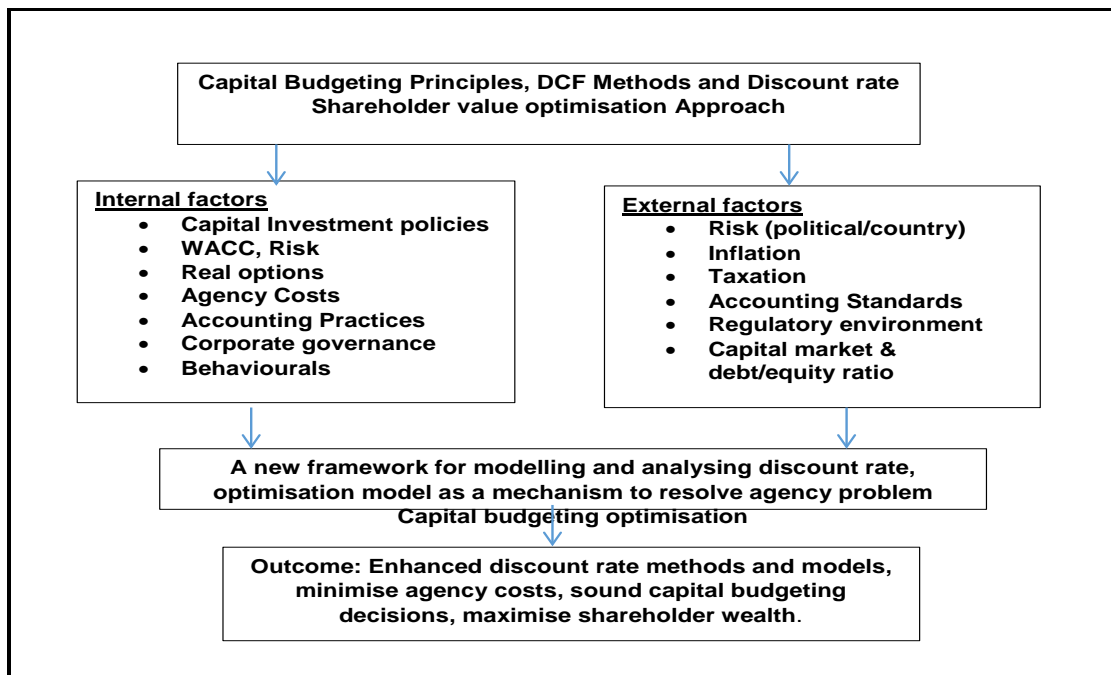 Capital Budgeting Principles, DCF Methods and Discount rate
Shareholder value optimisation Approach
Internal factors
• Capital Investment policies
• WACC, Risk
• Real options
• Agency Costs
• Accounting Practices
• Corporate governance
• Behaviourals
External factors
• Risk (political/country)
• Inflation
• Taxation
• Accounting Standards
• Regulatory environment
• Capital market &
debt/equity ratio
A new framework for modelling and analysing discount rate,
optimisation model as a mechanism to resolve agency problem
Capital budgeting optimisation
Outcome: Enhanced discount rate methods and models,
minimise agency costs, sound capital budgeting
decisions, maximise shareholder wealth.